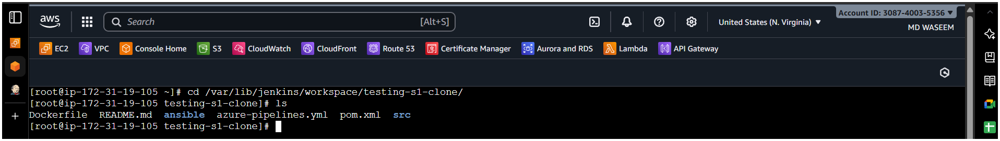 Account ID: 3087-4003-5356
aws Search [Alt+S] United States (N. Virginia) MD WASEEM
EC2 VPC Console Home S3 CloudWatch CloudFront Route 53 Certificate Manager Aurora and RDS Lambda API Gateway
[root@ip-172-31-19-105 ~]# cd /var/lib/jenkins/workspace/testing-s1-clone/
[root@ip-172-31-19-105 testing-s1-clone]# ls
Dockerfile README.md ansible azure-pipelines.yml pom.xml src
[root@ip-172-31-19-105 testing-s1-clone]#